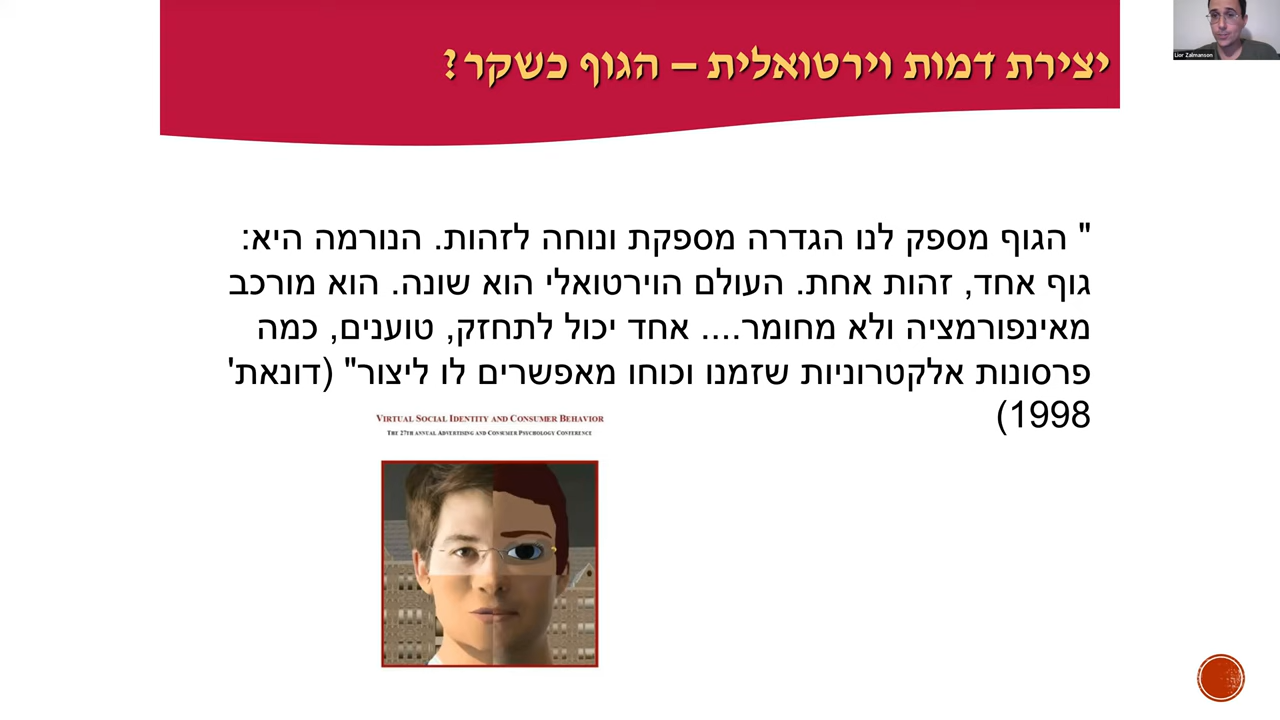 יצירת דמות וירטואלית – הגוף כשקר?
Lior Zalmanson
" הגוף מספק לנו הגדרה מספקת ונוחה לזהות. הנורמה היא:
גוף אחד, זהות אחת. העולם הוירטואלי הוא שונה. הוא מורכב
מאינפורמציה ולא מחומר.... אחד יכול לתחזק, טוענים, כמה
פרסונות אלקטרוניות שזמנו וכוחו מאפשרים לו ליצור" (דונאת'
1998)
VIRTUAL SOCIAL IDENTITY AND CONSUMER BEHAVIOR
THE 27TH ANNUAL ADVERTISING AND CONSUMER PSYCHOLOGY CONFERENCE